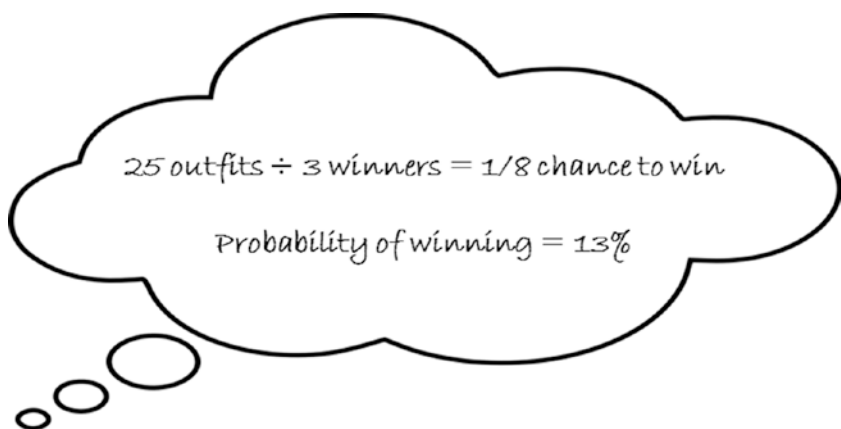 25 outfits ÷ 3 winners = 1/8 chance to win
Probability of winning = 13%